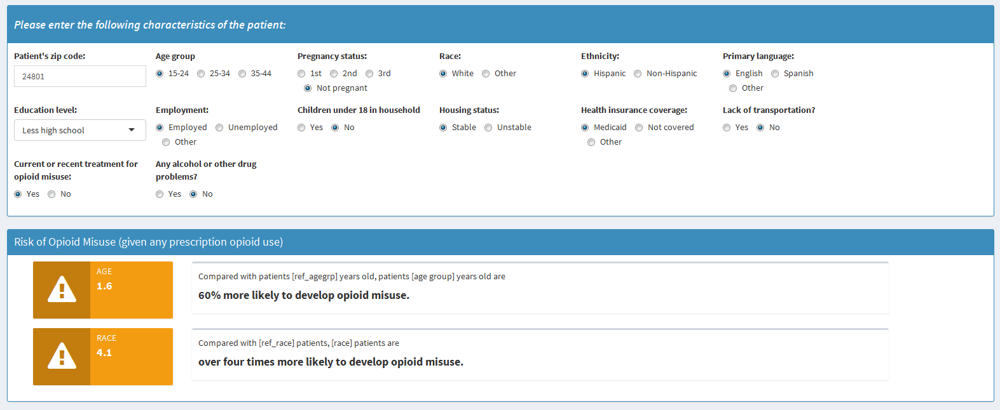 Please enter the following characteristics of the patient:
Patient's zip code:
24801
Age group
15-24 25-34 35-44
Pregnancy status:
1st 2nd 3rd
Not pregnant
Race:
White Other
Ethnicity:
Hispanic Non-Hispanic
Primary language:
English Spanish
Other
Education level:
Less high school
Employment:
Employed Unemployed
Other
Children under 18 in household
Yes No
Housing status:
Stable Unstable
Health insurance coverage:
Medicaid Not covered
Other
Lack of transportation?
Yes No
Current or recent treatment for
opioid misuse:
Yes No
Any alcohol or other drug
problems?
Yes No
Risk of Opioid Misuse (given any prescription opioid use)
AGE
1.6
Compared with patients [ref_agegrp] years old, patients [age group] years old are
60% more likely to develop opioid misuse.
RACE
4.1
Compared with [ref_race] patients, [race] patients are
over four times more likely to develop opioid misuse.